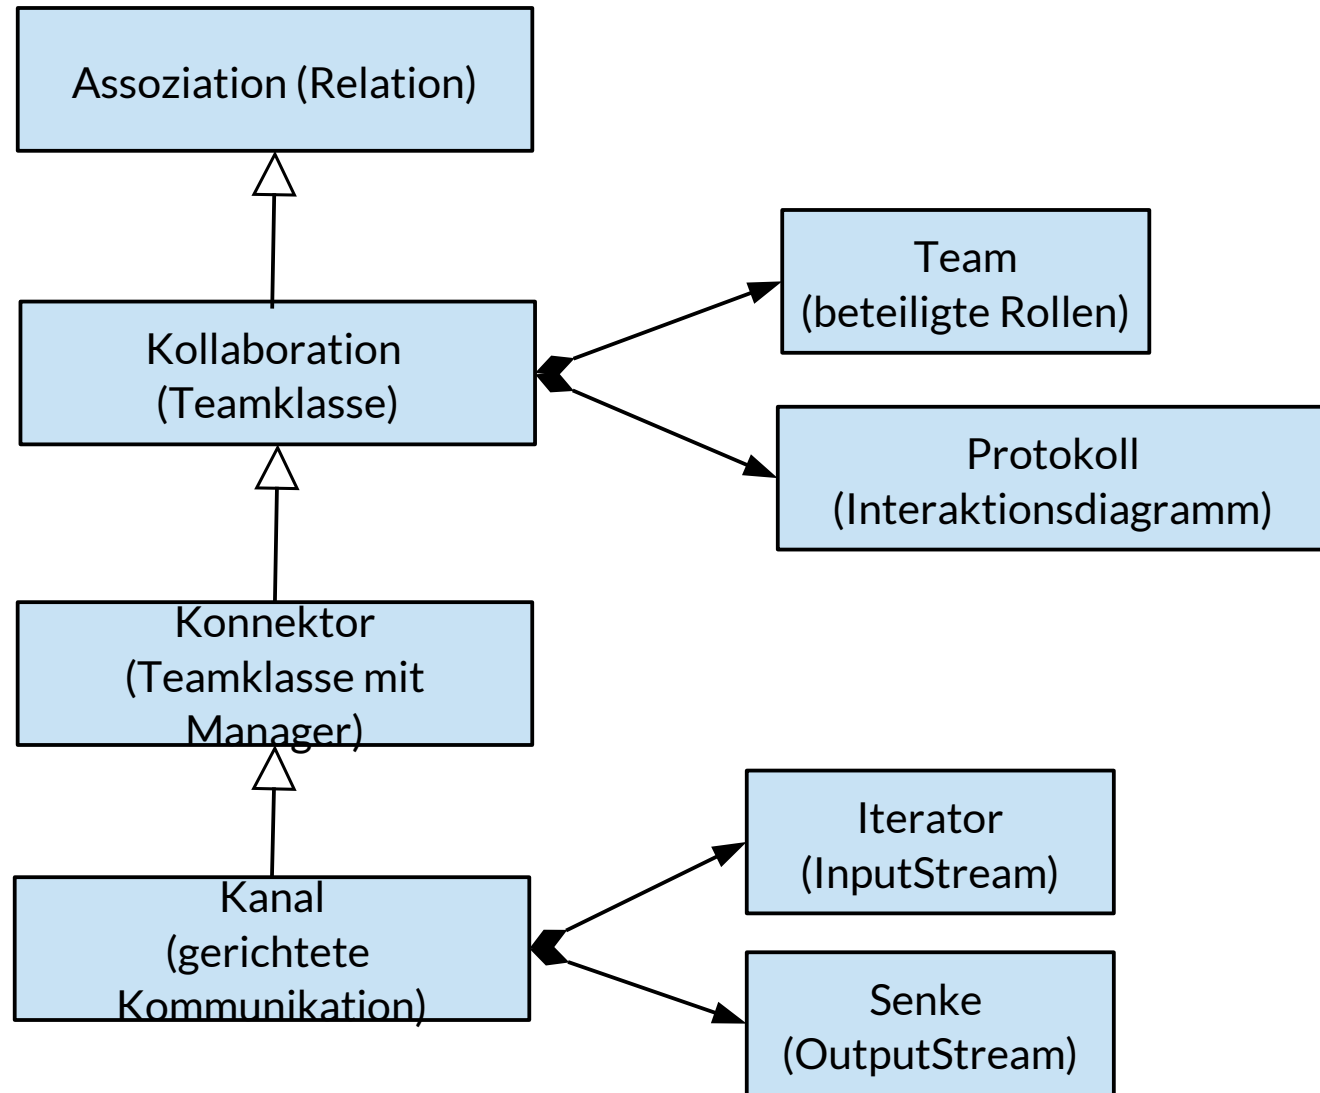 Assoziation (Relation)
Team
(beteiligte Rollen)
Kollaboration
(Teamklasse)
Protokoll
(Interaktionsdiagramm)
Konnektor
(Teamklasse mit
Manager)
Iterator
(InputStream)
Kanal
(gerichtete
Kommunikation)
Senke
(OutputStream)